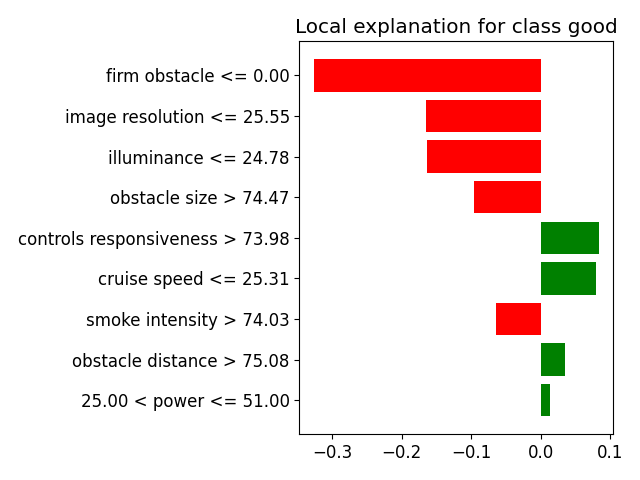 Local explanation for class good
firm obstacle <= 0.00
image resolution <= 25.55
illuminance <= 24.78
obstacle size > 74.47
controls responsiveness > 73.98
cruise speed <= 25.31
smoke intensity > 74.03
obstacle distance > 75.08
25.00 < power <= 51.00
−0.3 −0.2 −0.1 0.0 0.1